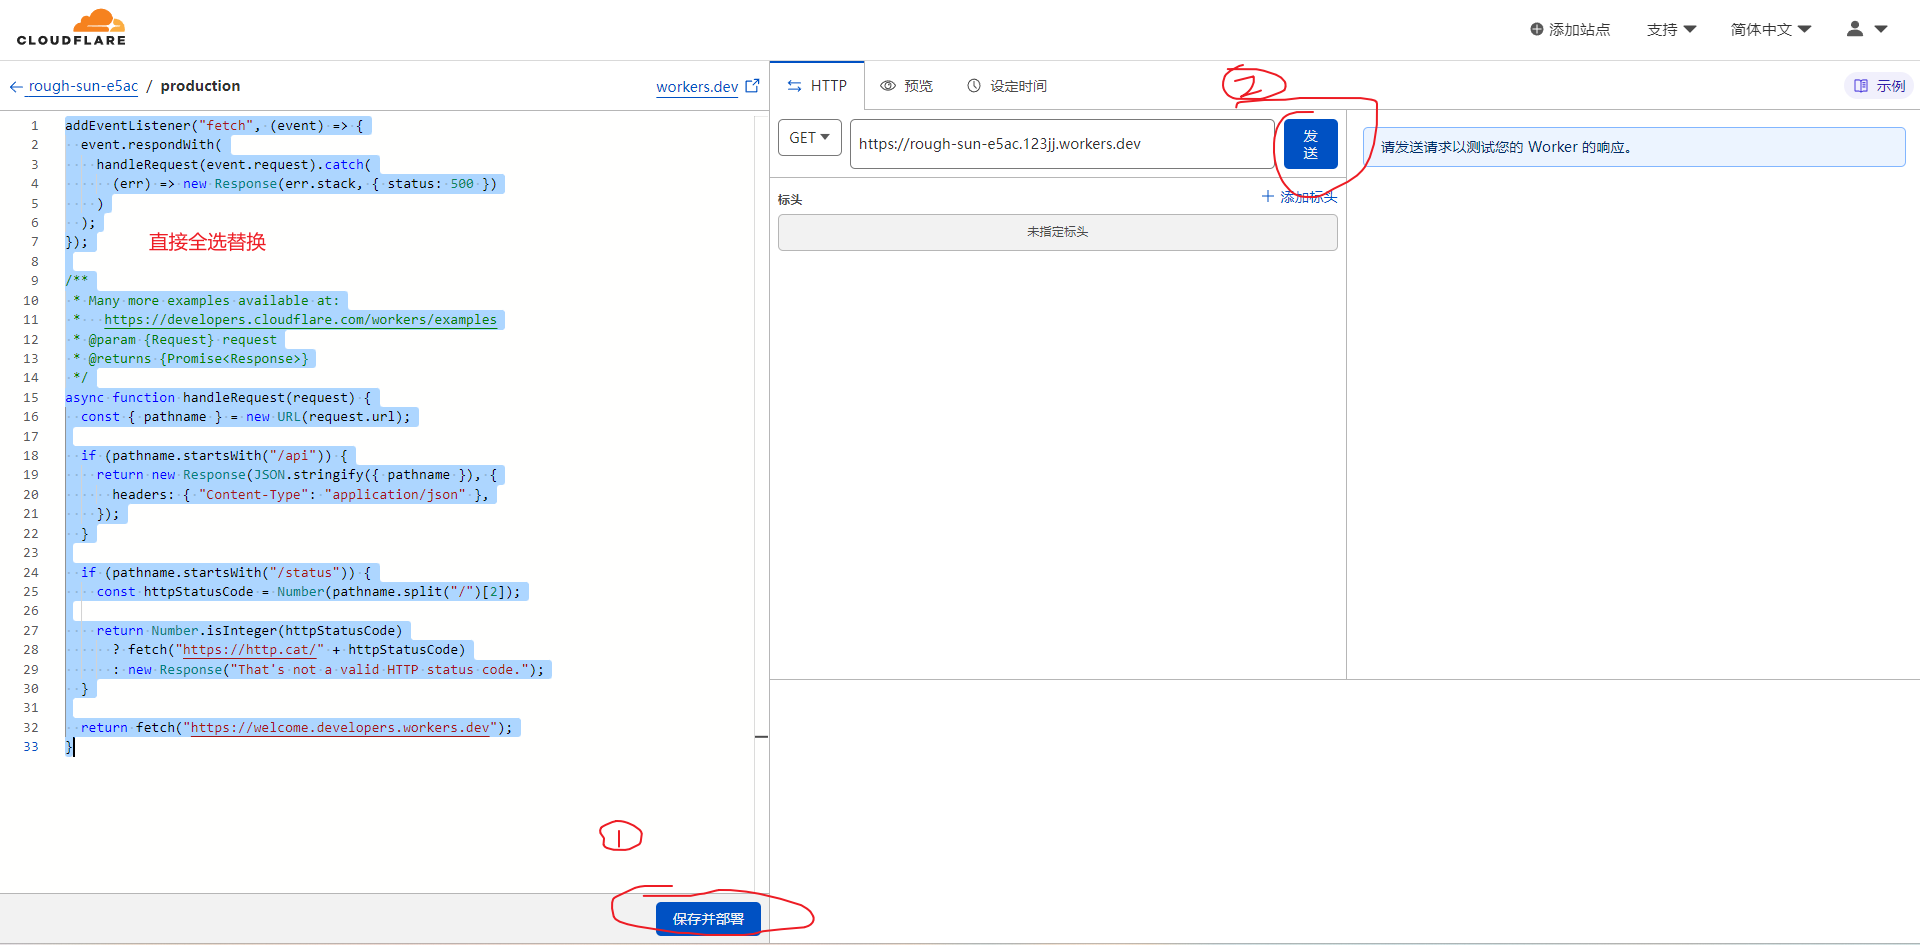 CLOUDFLARE
添加站点
支持
简体中文
rough-sun-e5ac / production
workers.dev
HTTP
预览
设定时间
②
示例
1 addEventListener("fetch", (event) => {
2 event.respondWith(
3 handleRequest(event.request).catch(
4 (err) => new Response(err.stack, { status: 500 })
5 )
6 );
7 });
直接全选替换
8
9 /**
10 * Many more examples available at:
11 * https://developers.cloudflare.com/workers/examples
12 * @param {Request} request
13 * @returns {Promise<Response>}
14 */
15 async function handleRequest(request) {
16 const { pathname } = new URL(request.url);
17
18 if (pathname.startsWith("/api")) {
19 return new Response(JSON.stringify({ pathname }), {
20 headers: { "Content-Type": "application/json" },
21 });
22 }
23
24 if (pathname.startsWith("/status")) {
25 const httpStatusCode = Number(pathname.split("/")[2]);
26
27 return Number.isInteger(httpStatusCode)
28 ? fetch("https://http.cat/" + httpStatusCode)
29 : new Response("That's not a valid HTTP status code.");
30 }
31
32 return fetch("https://welcome.developers.workers.dev");
33 }
①
保存并部署
GET
https://rough-sun-e5ac.123jj.workers.dev
发
送
标头
添加标头
未指定标头
请发送请求以测试您的 Worker 的响应。